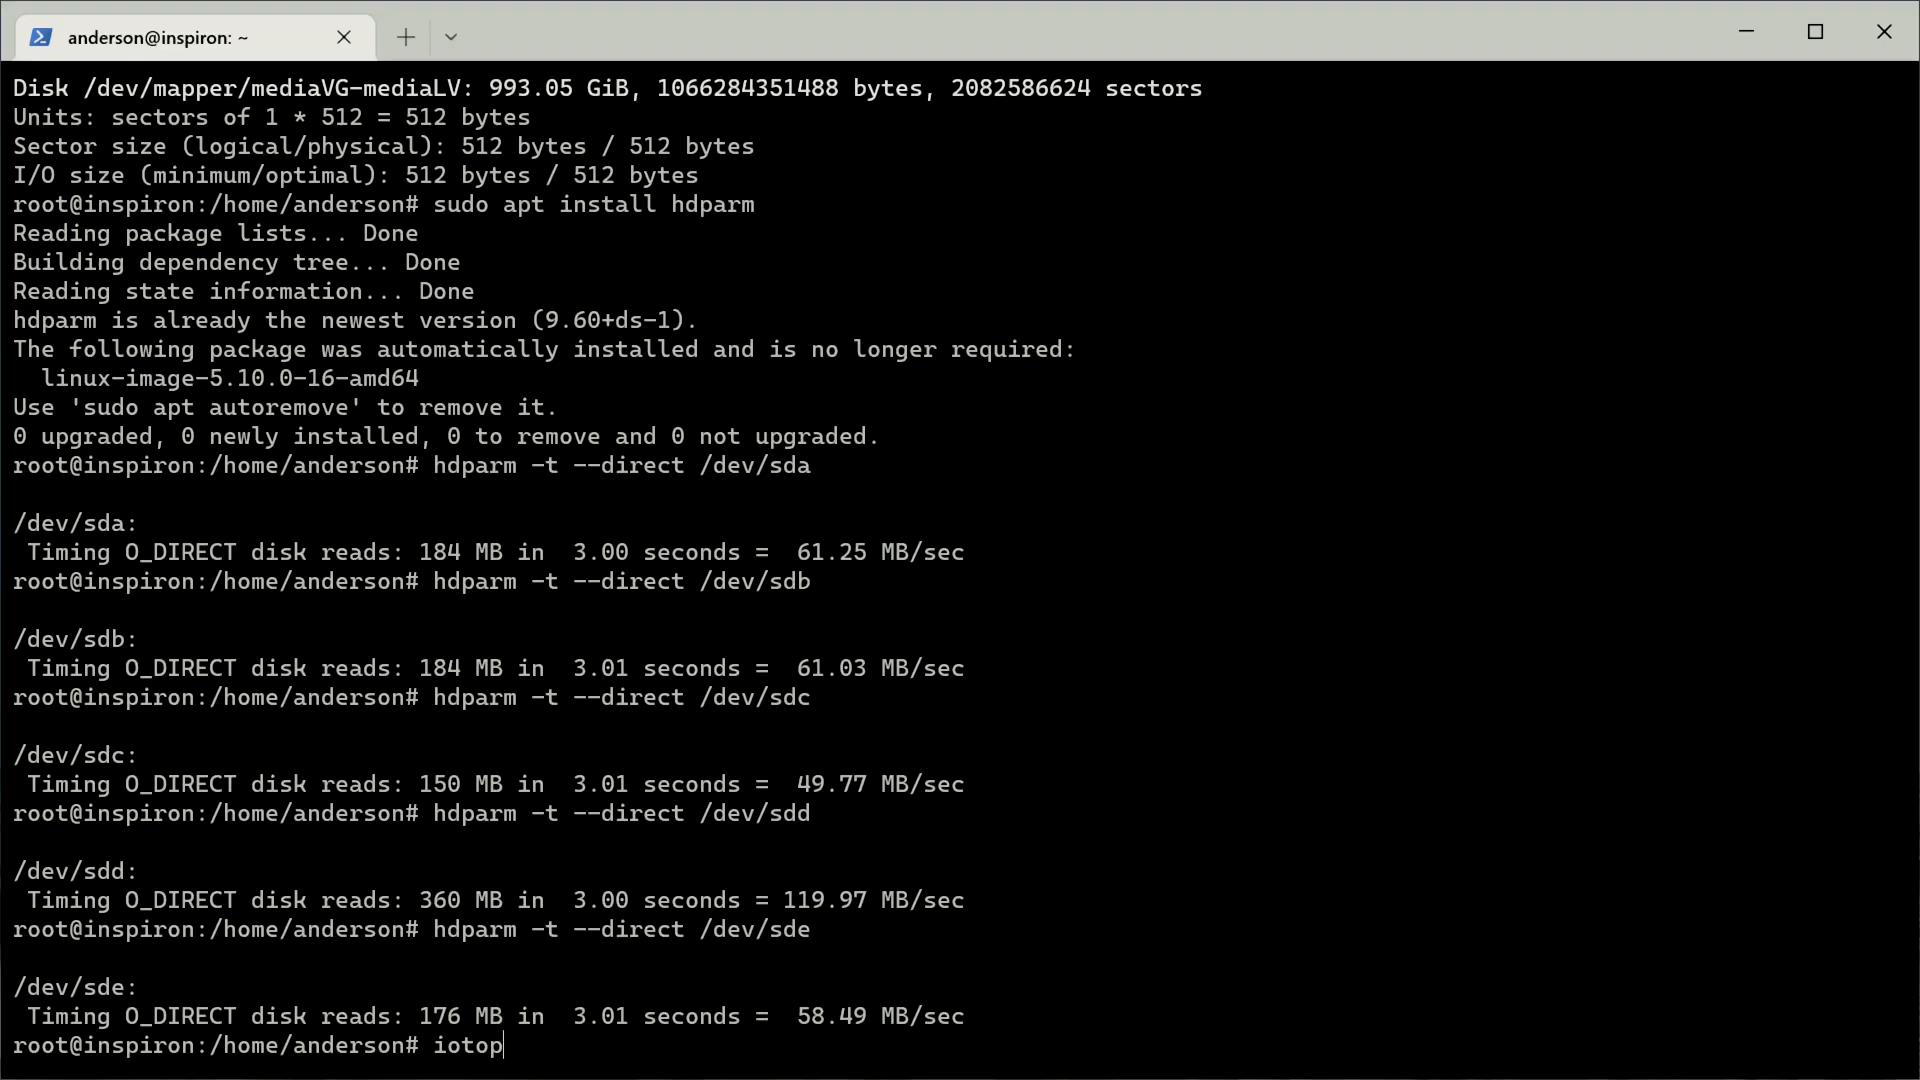 anderson@inspiron: ~
Disk /dev/mapper/mediaVG-mediaLV: 993.05 GiB, 1066284351488 bytes, 2082586624 sectors
Units: sectors of 1 * 512 = 512 bytes
Sector size (logical/physical): 512 bytes / 512 bytes
I/O size (minimum/optimal): 512 bytes / 512 bytes
root@inspiron:/home/anderson# sudo apt install hdparm
Reading package lists... Done
Building dependency tree... Done
Reading state information... Done
hdparm is already the newest version (9.60+ds-1).
The following package was automatically installed and is no longer required:
  linux-image-5.10.0-16-amd64
Use 'sudo apt autoremove' to remove it.
0 upgraded, 0 newly installed, 0 to remove and 0 not upgraded.
root@inspiron:/home/anderson# hdparm -t --direct /dev/sda
/dev/sda:
 Timing O_DIRECT disk reads: 184 MB in  3.00 seconds =  61.25 MB/sec
root@inspiron:/home/anderson# hdparm -t --direct /dev/sdb
/dev/sdb:
 Timing O_DIRECT disk reads: 184 MB in  3.01 seconds =  61.03 MB/sec
root@inspiron:/home/anderson# hdparm -t --direct /dev/sdc
/dev/sdc:
 Timing O_DIRECT disk reads: 150 MB in  3.01 seconds =  49.77 MB/sec
root@inspiron:/home/anderson# hdparm -t --direct /dev/sdd
/dev/sdd:
 Timing O_DIRECT disk reads: 360 MB in  3.00 seconds = 119.97 MB/sec
root@inspiron:/home/anderson# hdparm -t --direct /dev/sde
/dev/sde:
 Timing O_DIRECT disk reads: 176 MB in  3.01 seconds =  58.49 MB/sec
root@inspiron:/home/anderson# iotop